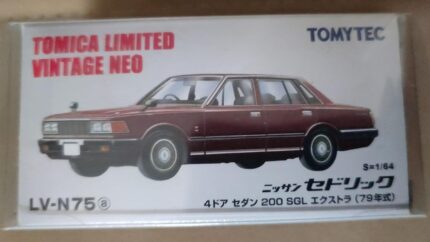 TOMICA LIMITED
VINTAGE NEO
TOMYTEC
S=1/64
ニッサン セドリック
LV-N75ⓐ
4ドア セダン 200 SGL エクストラ (79年式)